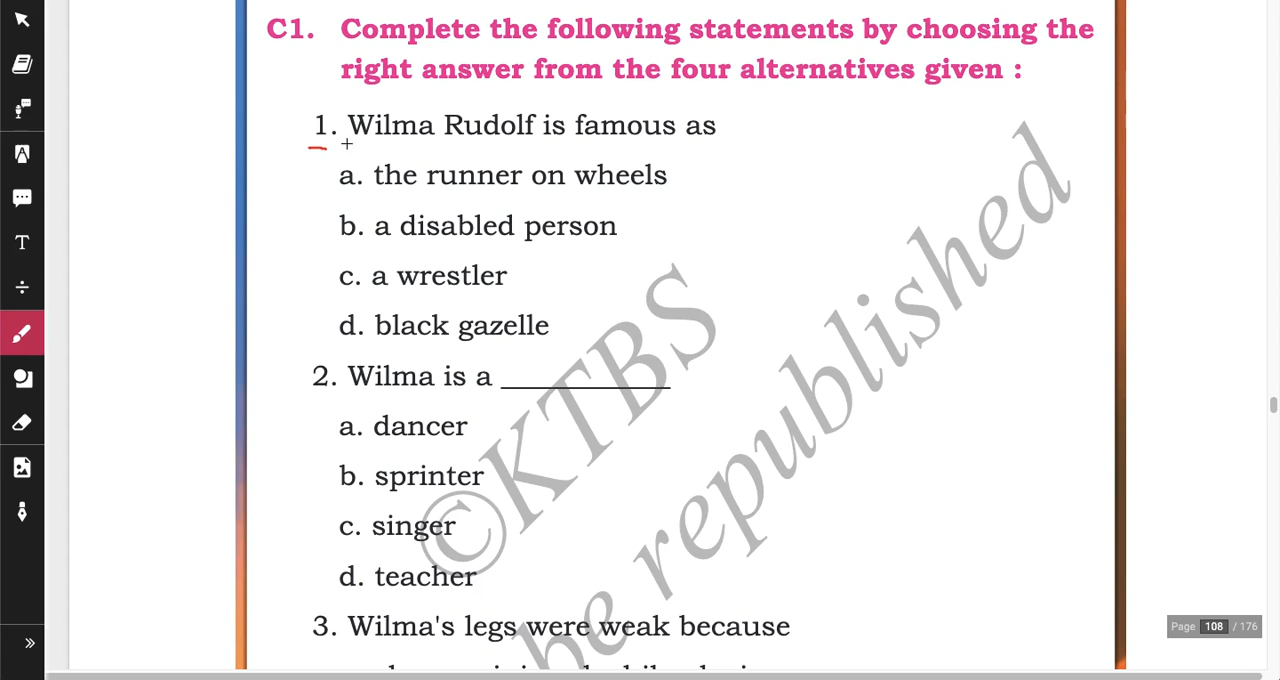 C1. Complete the following statements by choosing the
right answer from the four alternatives given :
1. Wilma Rudolf is famous as
a. the runner on wheels
b. a disabled person
c. a wrestler
d. black gazelle
2. Wilma is a ____________
a. dancer
b. sprinter
c. singer
d. teacher
3. Wilma's legs were weak because
©KTBS
be republished
Page 108 / 176